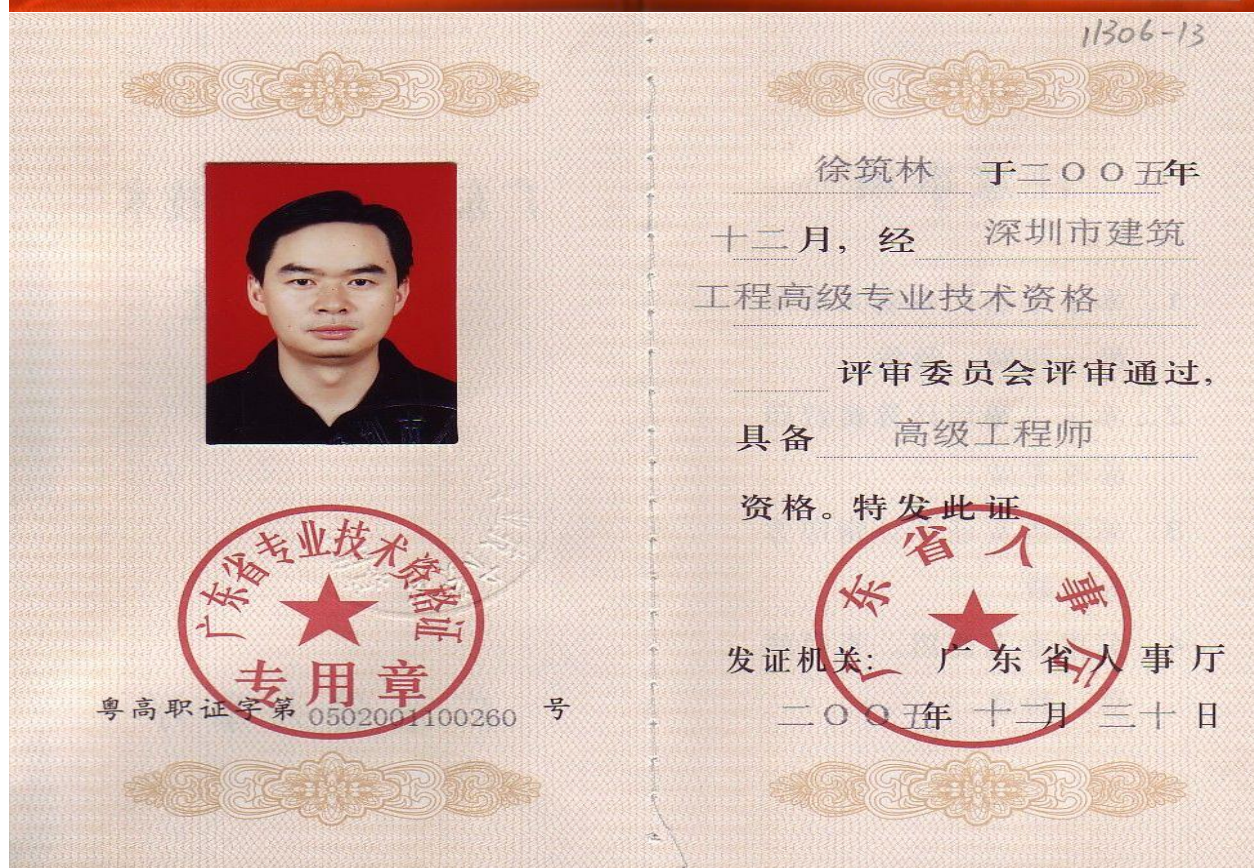 11306-13
徐筑林 于二〇〇五年
十二月，经 深圳市建筑
工程高级专业技术资格
评审委员会评审通过，
具备 高级工程师
资格。特发此证
广东省人事厅
发证机关： 广东省人事厅
二〇〇五年 十二月 三十日
广东省专业技术资格证
专用章
粤高职证字第 0502001100260 号